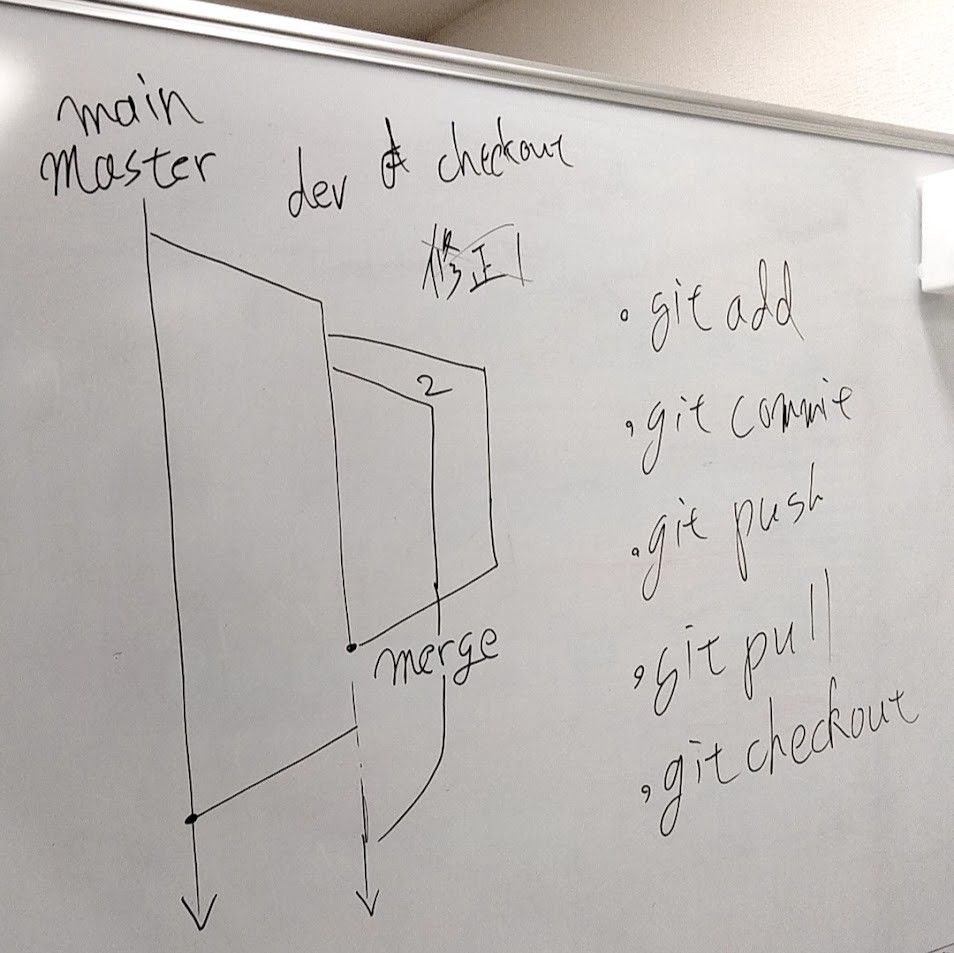 main
master
dev checkout
修正1
2
merge
・git add
・git commit
・git push
・git pull
・git checkout